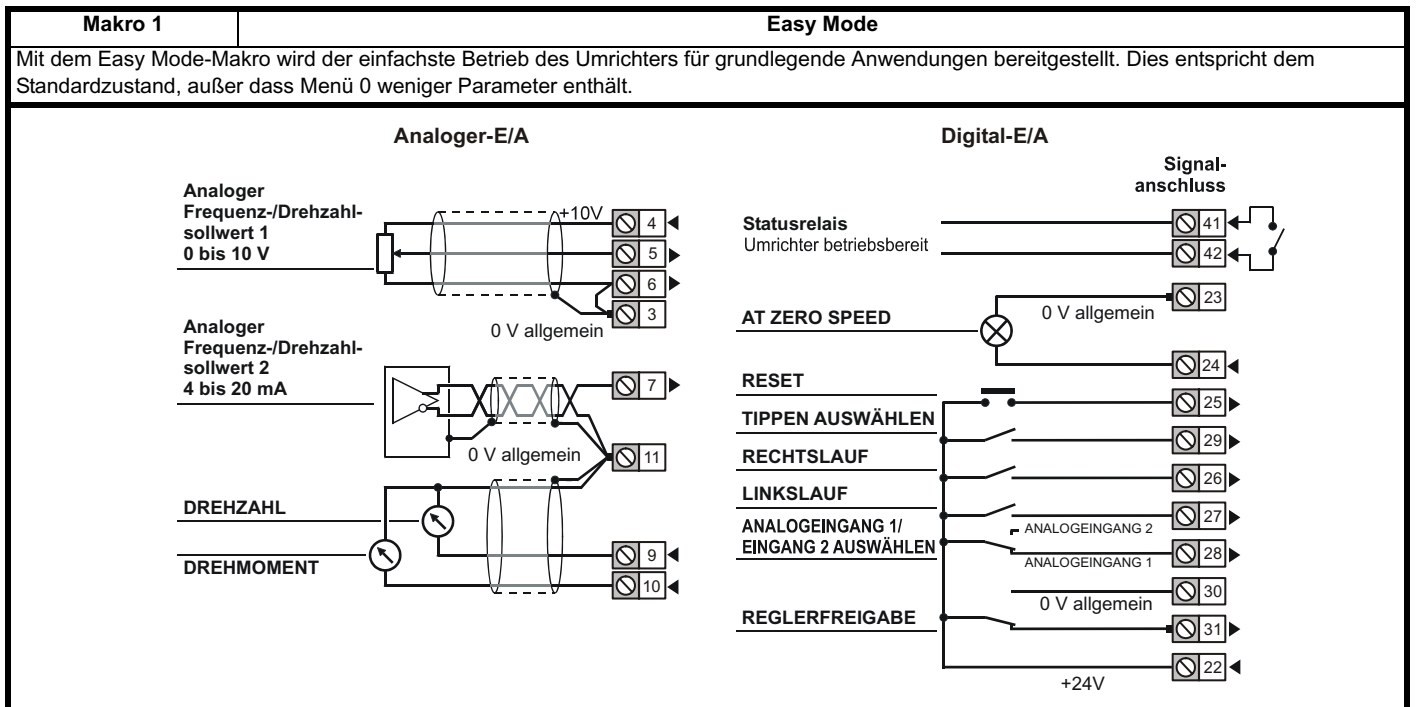 Makro 1
Easy Mode
Mit dem Easy Mode-Makro wird der einfachste Betrieb des Umrichters für grundlegende Anwendungen bereitgestellt. Dies entspricht dem
Standardzustand, außer dass Menü 0 weniger Parameter enthält.
Analoger-E/A
Analoger
Frequenz-/Drehzahl-
sollwert 1
0 bis 10 V
+10V
4
5
6
3
0 V allgemein
Analoger
Frequenz-/Drehzahl-
sollwert 2
4 bis 20 mA
7
0 V allgemein
11
DREHZAHL
DREHMOMENT
9
10
Digital-E/A
Signal-
anschluss
Statusrelais
Umrichter betriebsbereit
41
42
23
0 V allgemein
AT ZERO SPEED
24
RESET
25
TIPPEN AUSWÄHLEN
29
RECHTSLAUF
26
LINKSLAUF
27
ANALOGEINGANG 1/
EINGANG 2 AUSWÄHLEN
ANALOGEINGANG 2
28
ANALOGEINGANG 1
30
0 V allgemein
REGLERFREIGABE
31
22
+24V